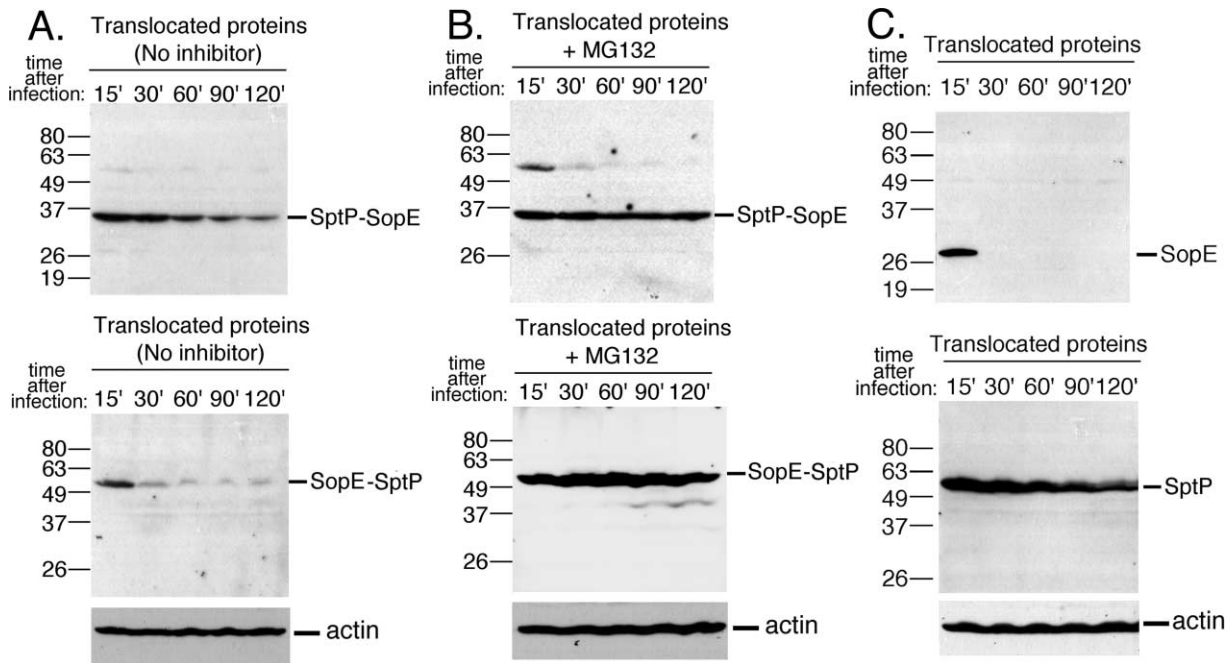 A.
Translocated proteins
(No inhibitor)
time
after
infection:
15' 30' 60' 90' 120'
80
63
49
37
26
19
SptP-SopE
Translocated proteins
(No inhibitor)
time
after
infection:
15' 30' 60' 90' 120'
80
63
49
37
26
SopE-SptP
actin
B.
Translocated proteins
+ MG132
time
after
infection:
15' 30' 60' 90' 120'
80
63
49
37
26
SptP-SopE
Translocated proteins
+ MG132
time
after
infection:
15' 30' 60' 90' 120'
80
63
49
37
26
SopE-SptP
actin
C.
Translocated proteins
time
after
infection:
15' 30' 60' 90' 120'
80
63
49
37
26
19
SopE
Translocated proteins
time
after
infection:
15' 30' 60' 90' 120'
80
63
49
37
26
SptP
actin